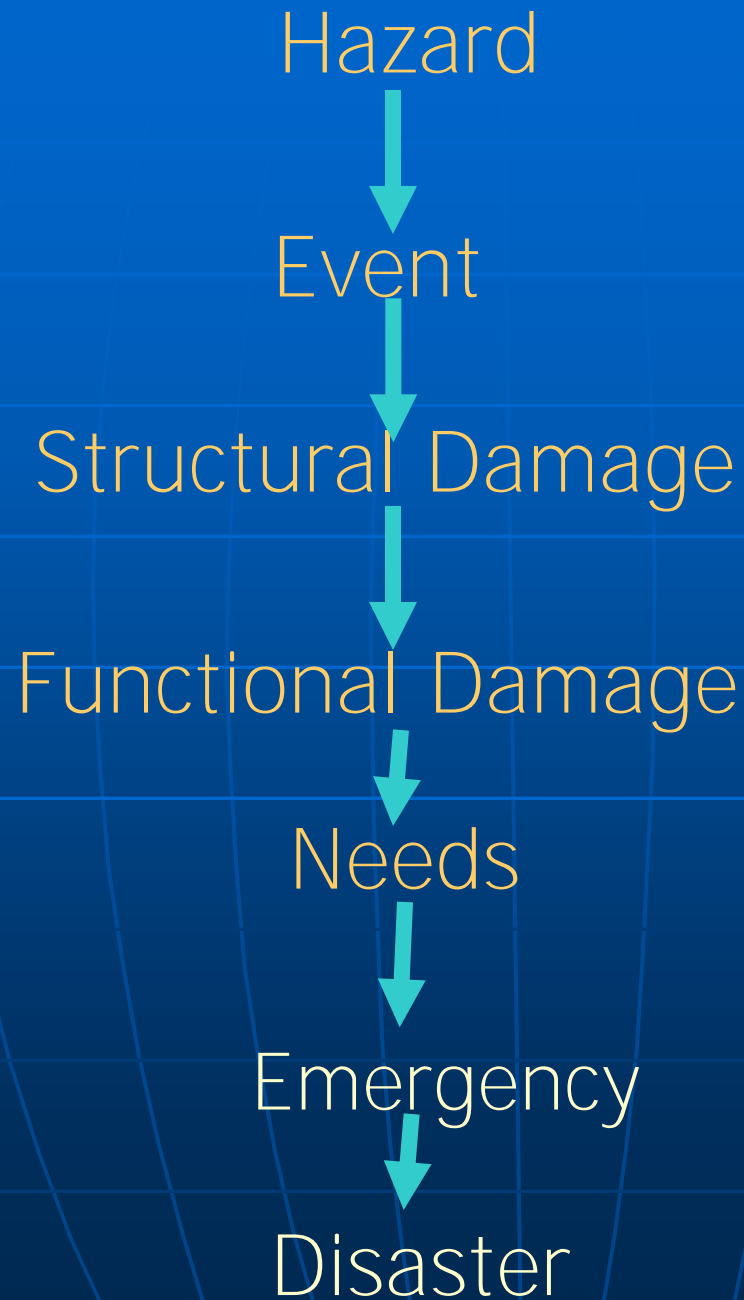 Hazard
Event
Structural Damage
Functional Damage
Needs
Emergency
Disaster